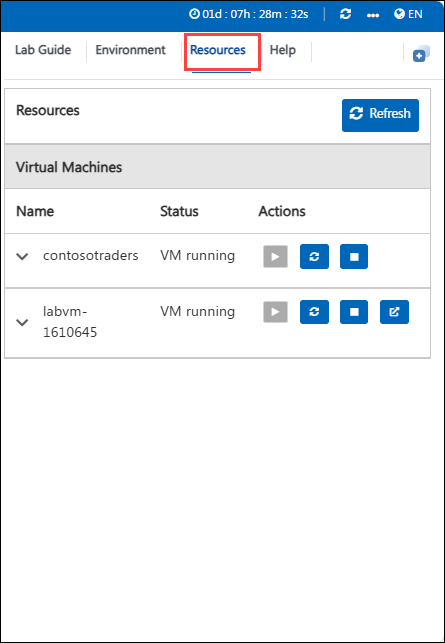 01d : 07h : 28m : 32s EN
Lab Guide Environment Resources Help
Resources Refresh
Virtual Machines
Name Status Actions
contosotraders VM running
labvm- VM running
1610645